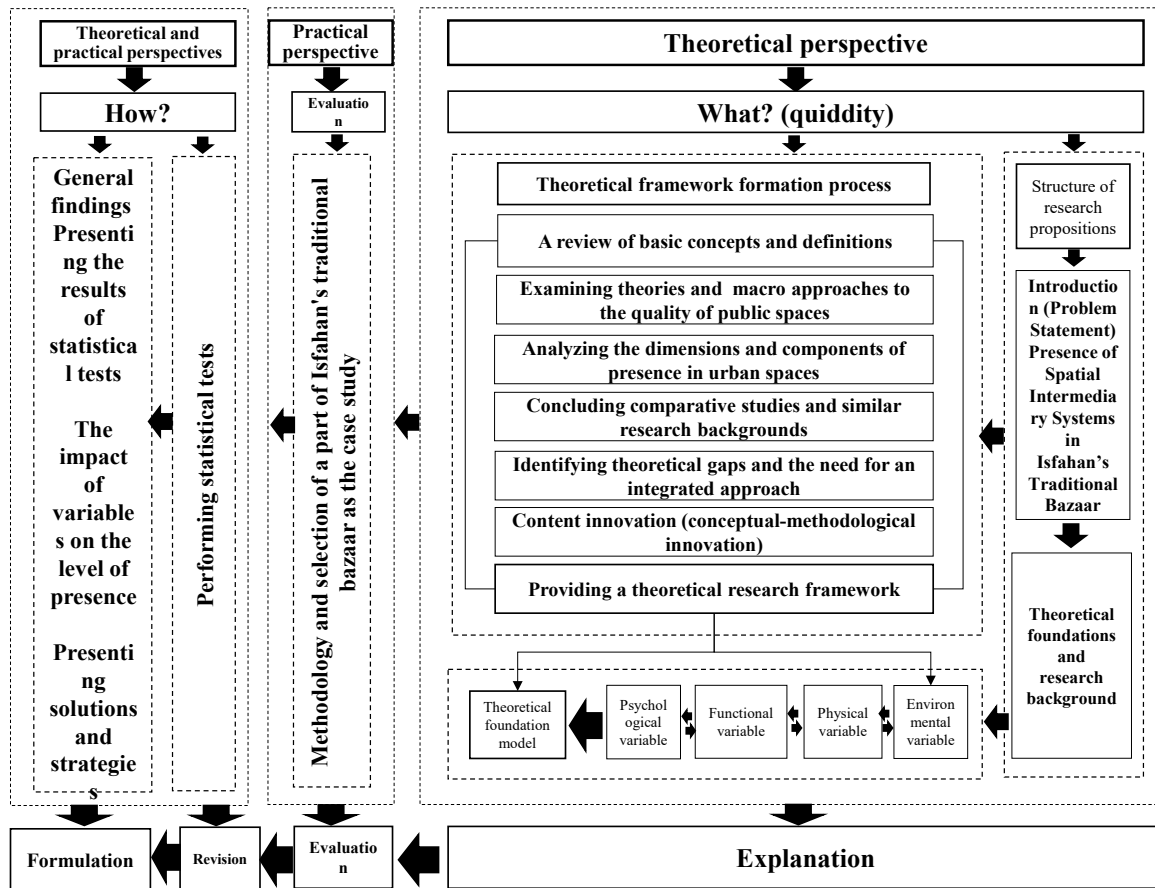 Theoretical and
practical perspectives
How?
General
findings
Presenti
ng the
results
of
statistica
l tests
The
impact
of
variable
s on the
level of
presence
Presenti
ng
solutions
and
strategie
s
Performing statistical tests
Practical
perspective
Evaluatio
n
Methodology and selection of a part of Isfahan's traditional
bazaar as the case study
Theoretical perspective
What? (quiddity)
Theoretical framework formation process
A review of basic concepts and definitions
Examining theories and macro approaches to
the quality of public spaces
Analyzing the dimensions and components of
presence in urban spaces
Concluding comparative studies and similar
research backgrounds
Identifying theoretical gaps and the need for an
integrated approach
Content innovation (conceptual-methodological
innovation)
Providing a theoretical research framework
Theoretical
foundation
model
Psychol
ogical
variable
Functional
variable
Physical
variable
Environ
mental
variable
Structure of
research
propositions
Introductio
n (Problem
Statement)
Presence of
Spatial
Intermedia
ry Systems
in
Isfahan’s
Traditional
Bazaar
Theoretical
foundations
and
research
background
Formulation
Revision
Evaluatio
n
Explanation